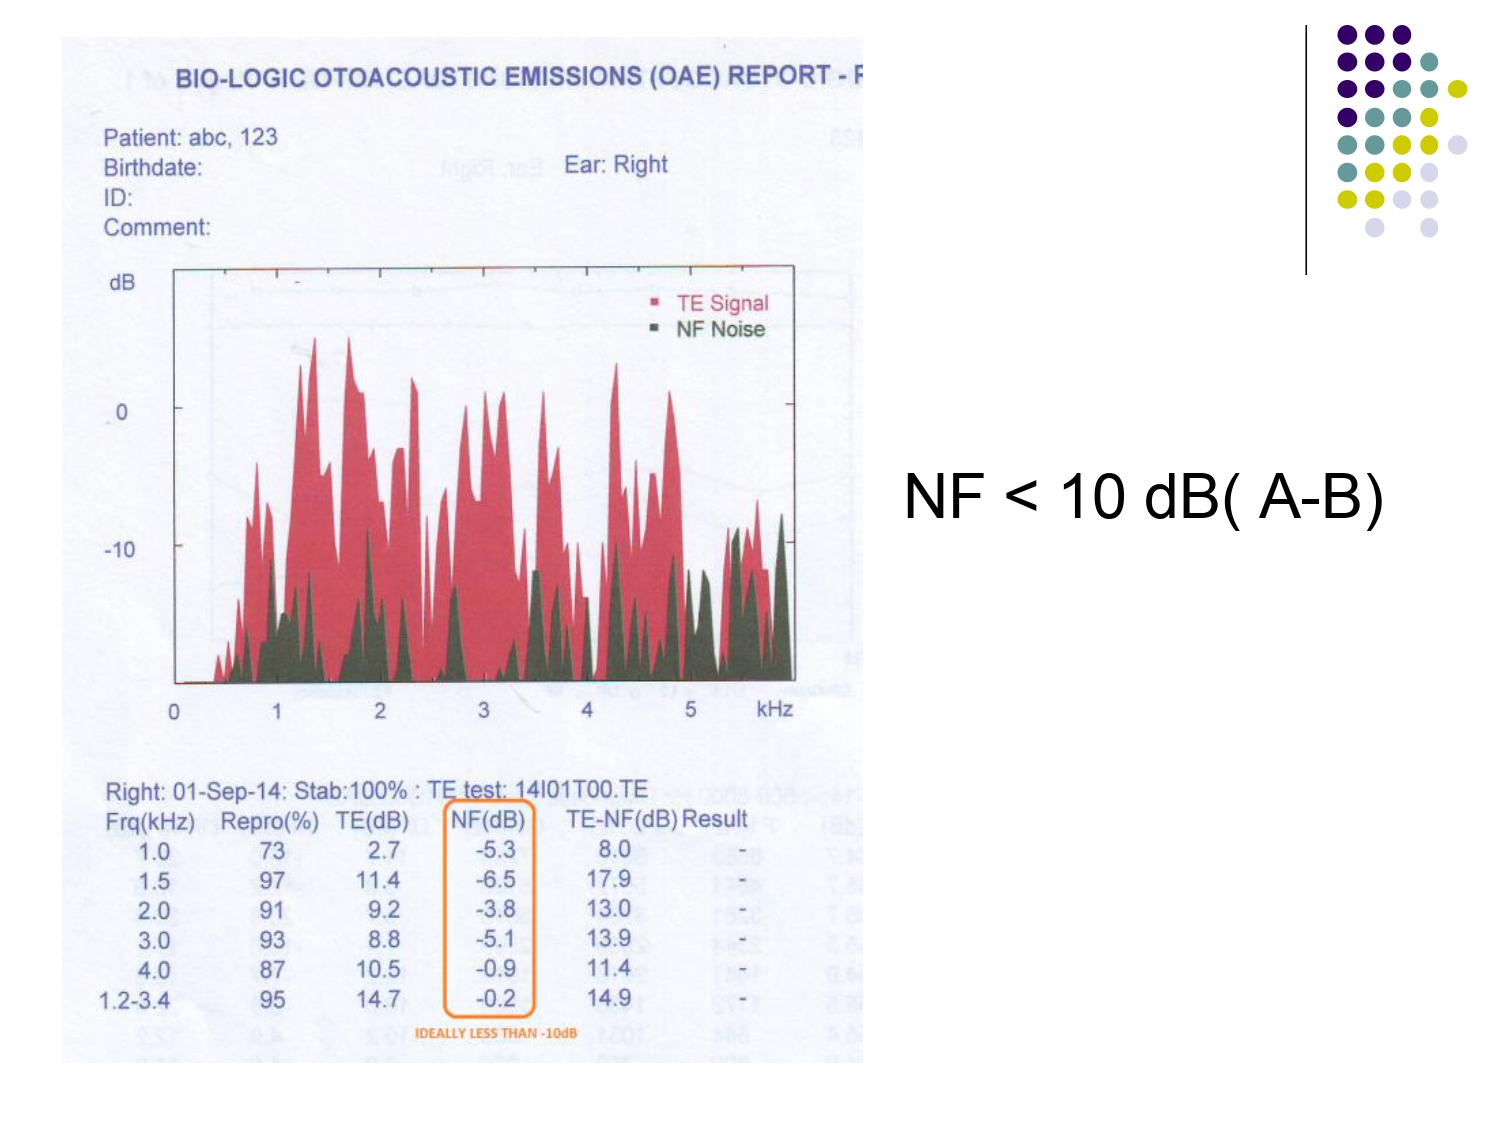 BIO-LOGIC OTOACOUSTIC EMISSIONS (OAE) REPORT -
Patient: abc, 123
Birthdate:
Ear: Right
ID:
Comment:
dB
TE Signal
NF Noise
0
-10
0 1 2 3 4 5 kHz
Right: 01-Sep-14: Stab:100% : TE test: 14I01T00.TE
Frq(kHz) Repro(%) TE(dB) NF(dB) TE-NF(dB) Result
1.0 73 2.7 -5.3 8.0 -
1.5 97 11.4 -6.5 17.9 -
2.0 91 9.2 -3.8 13.0 -
3.0 93 8.8 -5.1 13.9 -
4.0 87 10.5 -0.9 11.4 -
1.2-3.4 95 14.7 -0.2 14.9 -
IDEALLY LESS THAN -10dB
NF < 10 dB( A-B)